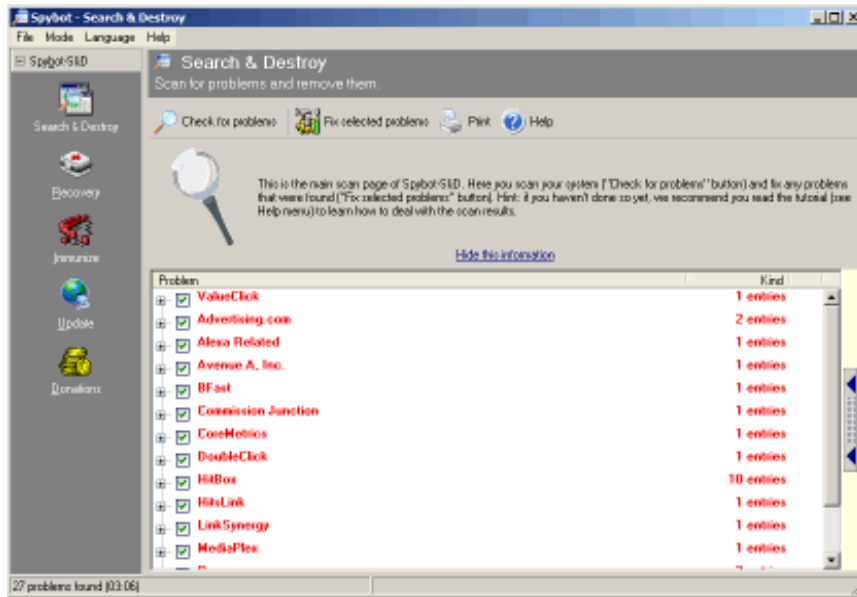 Spybot - Search & Destroy
File Mode Language Help
Spybot-S&D
Search & Destroy
Recovery
Immunize
Update
Donations
Search & Destroy
Scan for problems and remove them.
Check for problems Fix selected problems Print Help
This is the main scan page of Spybot-S&D. Here you scan your system ("Check for problems" button) and fix any problems
that were found ("Fix selected problems" button). Hint: if you haven't done so yet, we recommend you read the tutorial (see
Help menu) to learn how to deal with the scan results.
Hide this information
Problem Kind
ValueClick 1 entries
Advertising.com 2 entries
Alexa Related 1 entries
Avenue A, Inc. 1 entries
BFast 1 entries
Commission Junction 1 entries
CoreMetrics 1 entries
DoubleClick 1 entries
HitBox 10 entries
HitsLink 1 entries
LinkSynergy 1 entries
MediaPlex 1 entries
27 problems found (03:06)